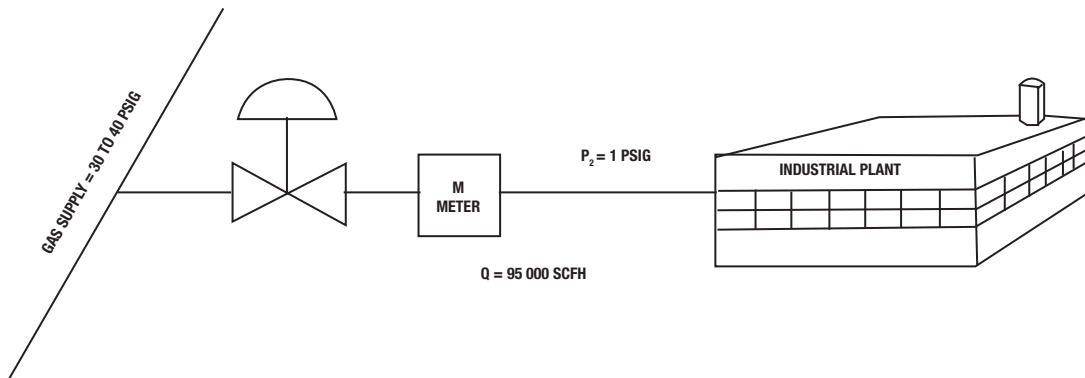 GAS SUPPLY = 30 TO 40 PSIG
M
METER
P2 = 1 PSIG
INDUSTRIAL PLANT
Q = 95 000 SCFH